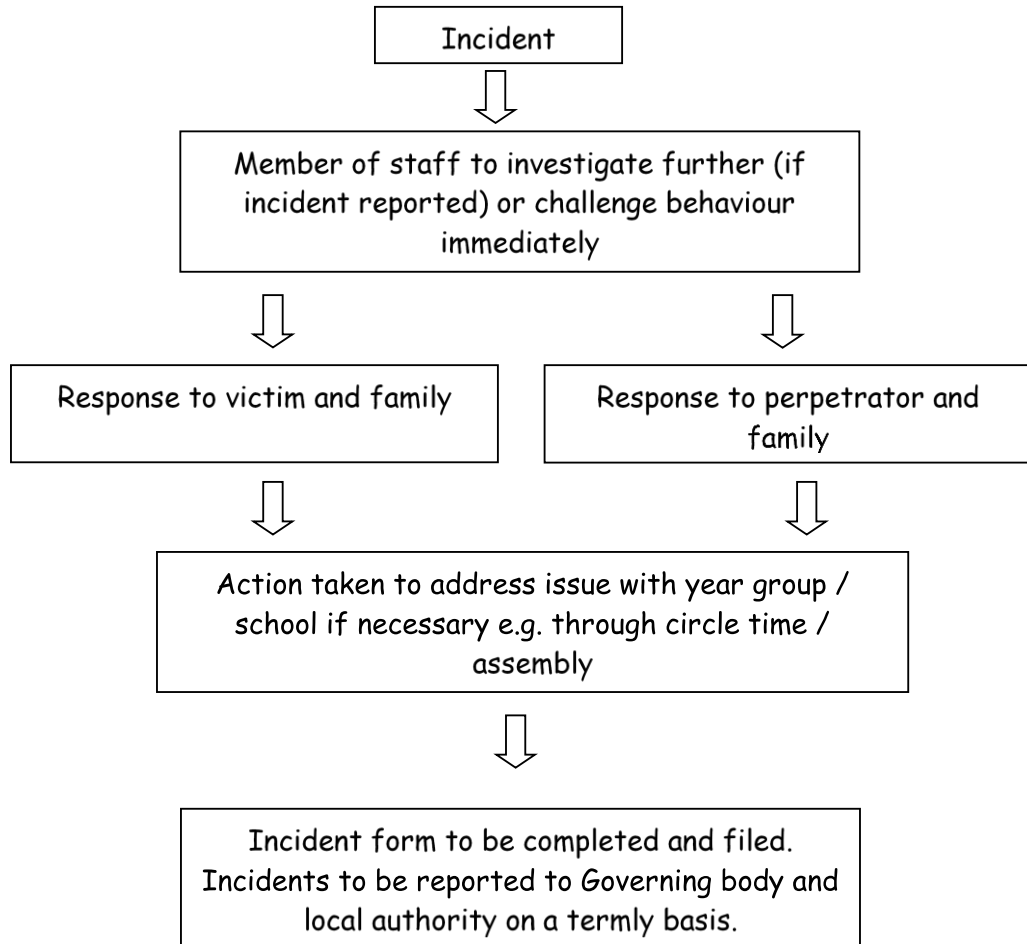 Incident
Member of staff to investigate further (if
incident reported) or challenge behaviour
immediately
Response to victim and family
Response to perpetrator and
family
Action taken to address issue with year group /
school if necessary e.g. through circle time /
assembly
Incident form to be completed and filed.
Incidents to be reported to Governing body and
local authority on a termly basis.